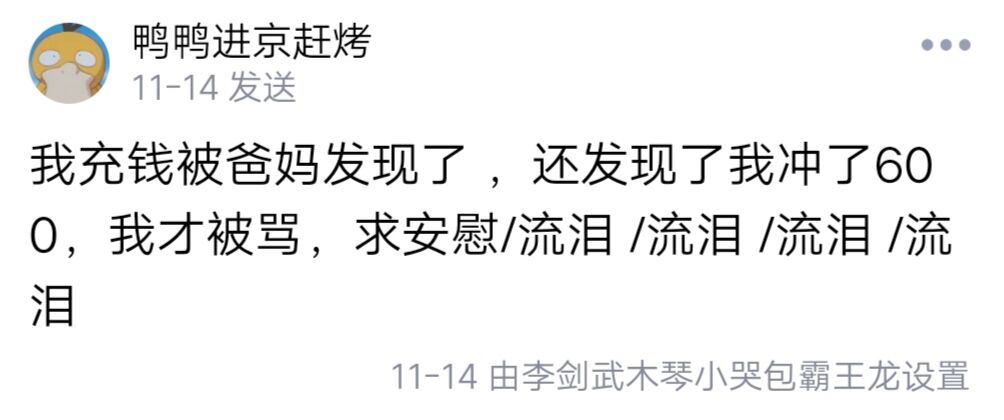 鸭鸭进京赶烤
11-14 发送
我充钱被爸妈发现了，还发现了我冲了60
0，我才被骂，求安慰/流泪 /流泪 /流泪 /流
泪
11-14 由李剑武木琴小哭包霸王龙设置